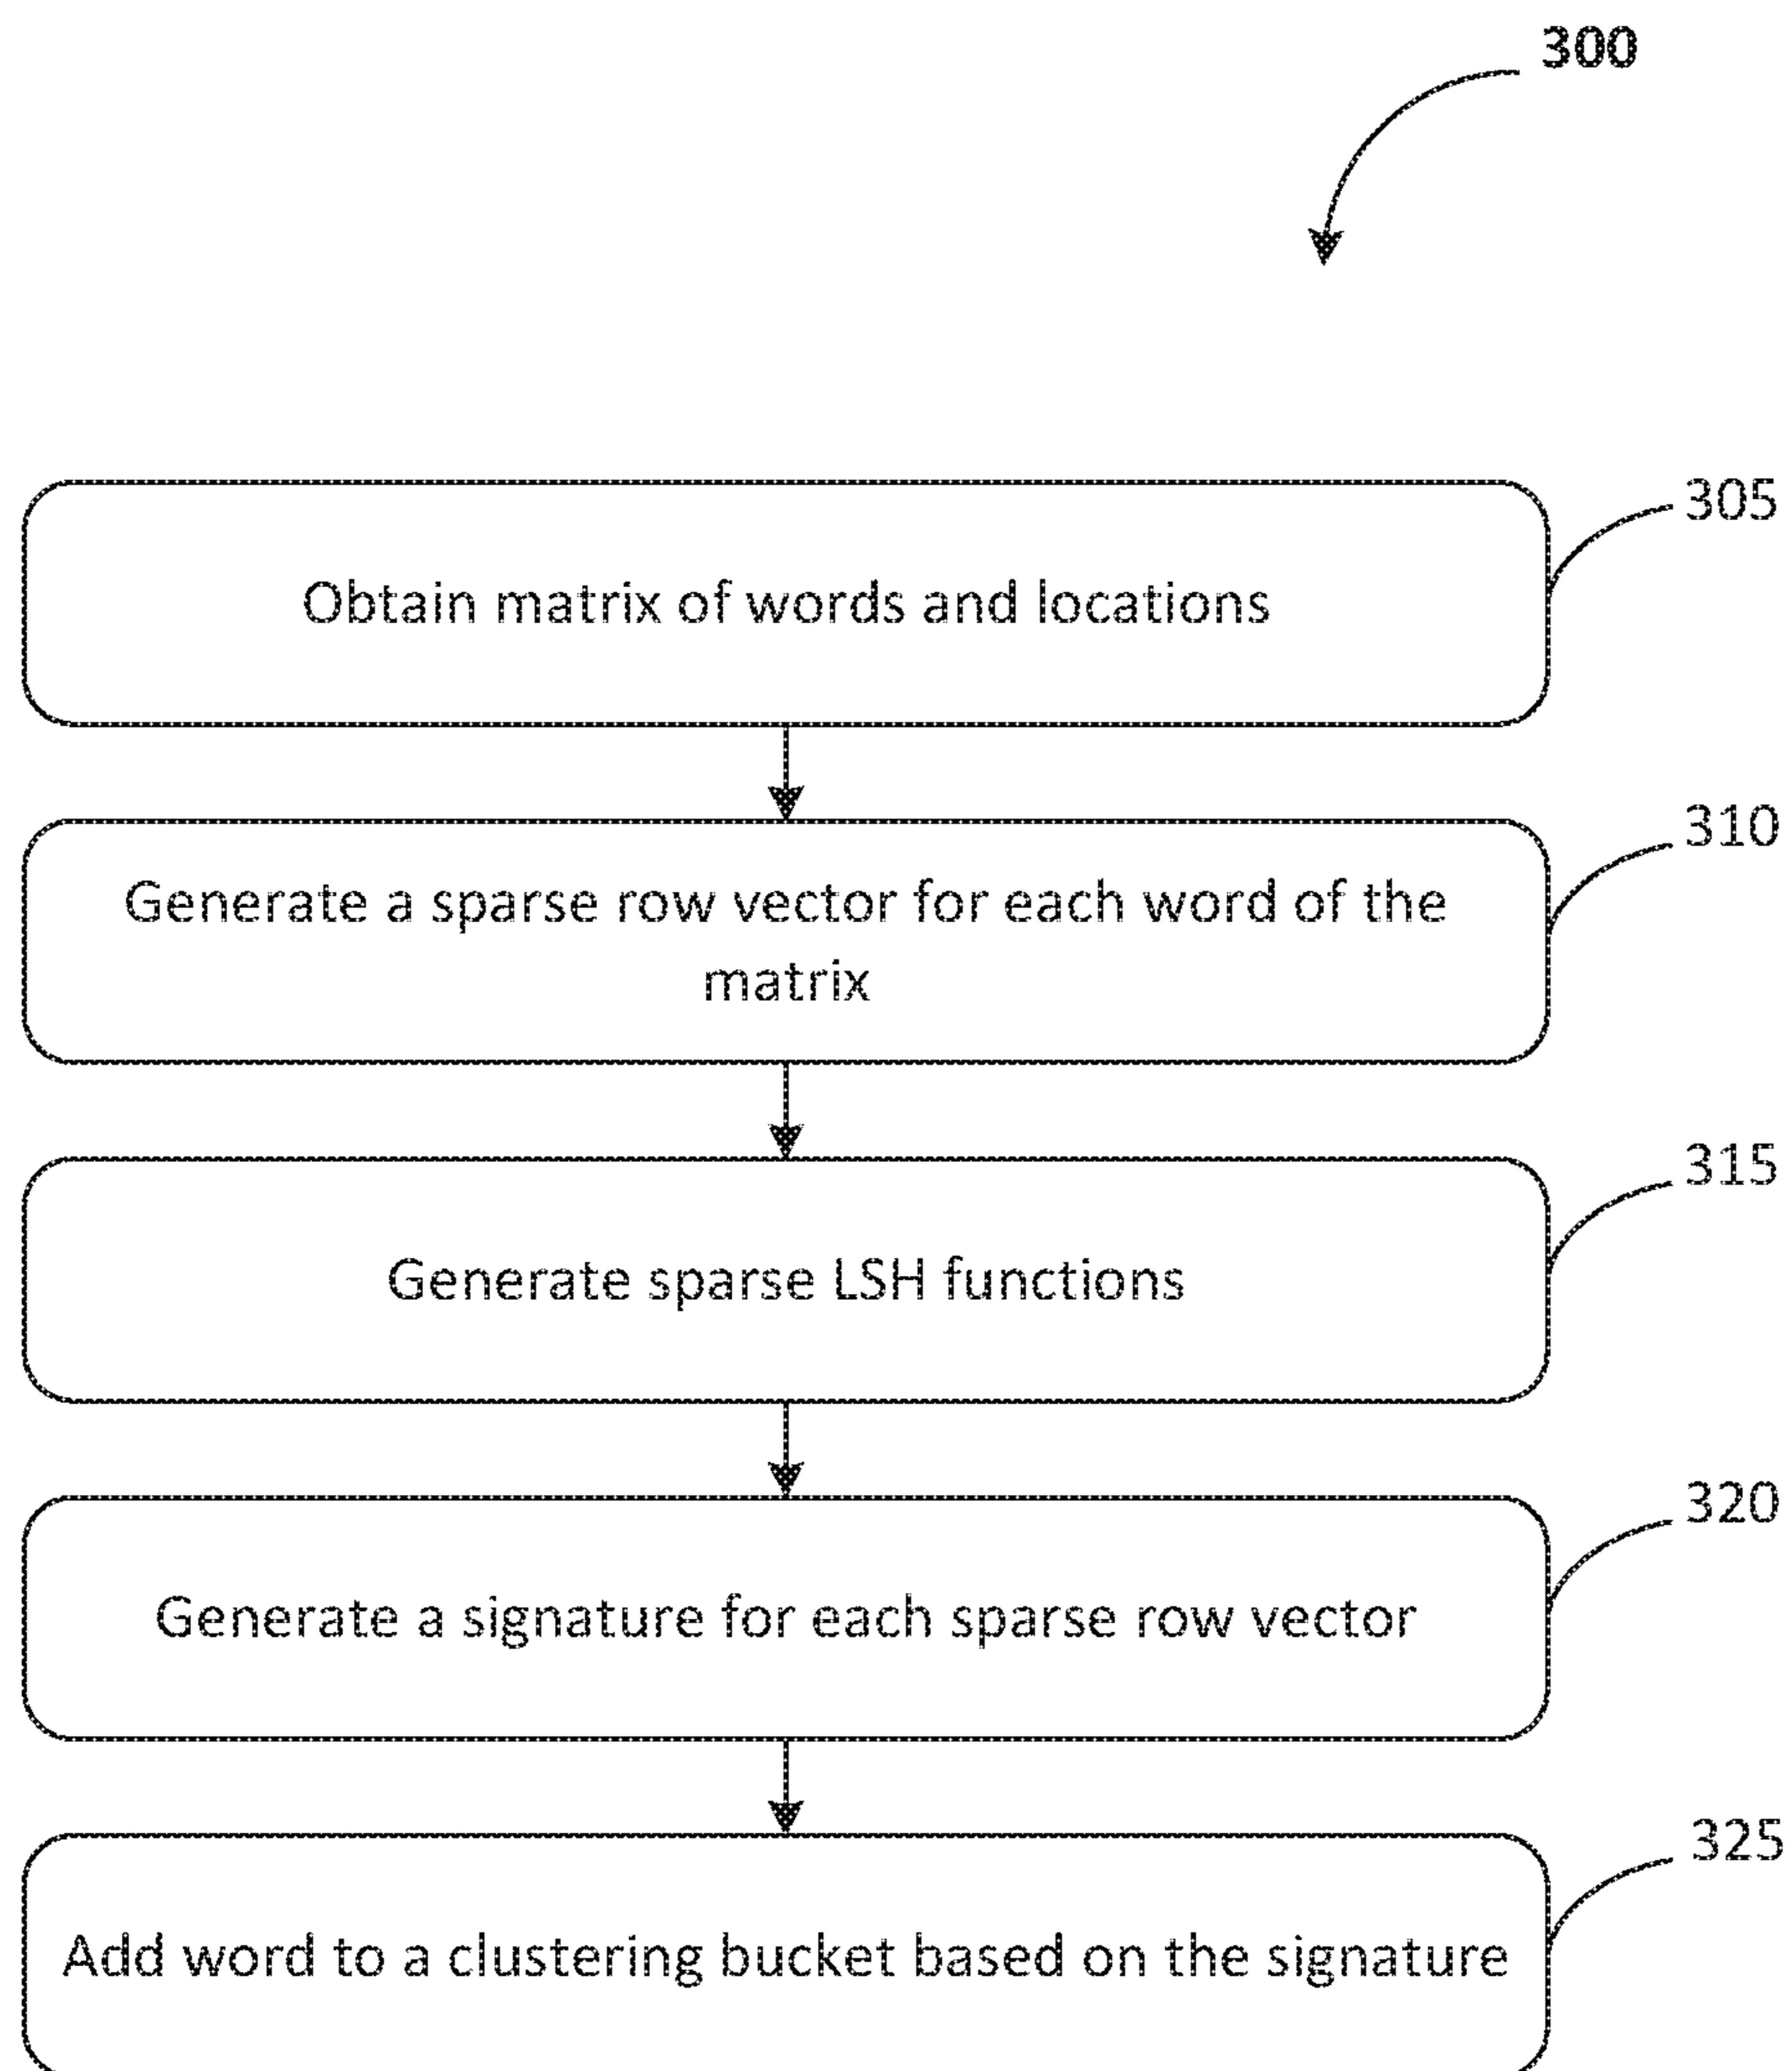 300
305
Obtain matrix of words and locations
310
Generate a sparse row vector for each word of the
matrix
315
Generate sparse LSH functions
320
Generate a signature for each sparse row vector
325
Add word to a clustering bucket based on the signature